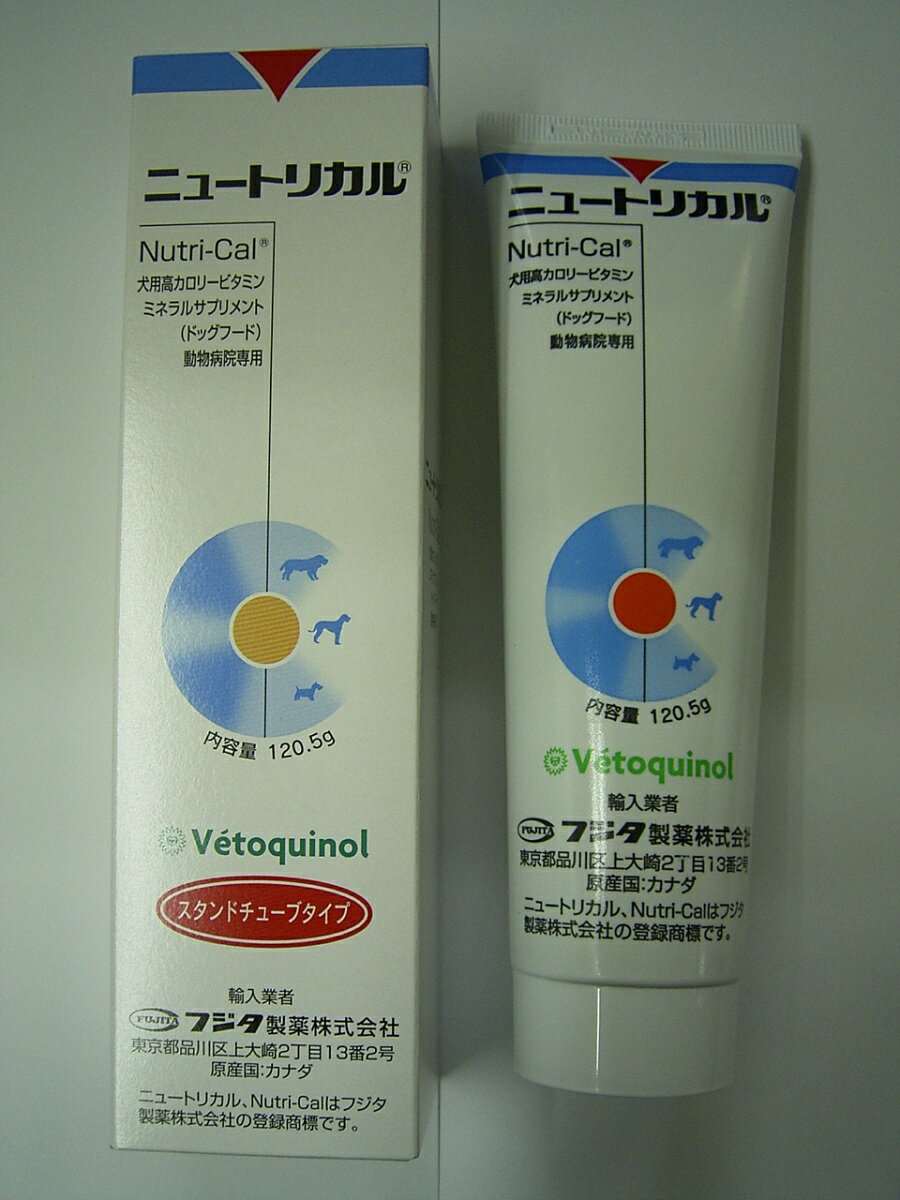 ニュートリカル®
Nutri-Cal®
犬用高カロリービタミン
ミネラルサプリメント
(ドッグフード)
動物病院専用
内容量 120.5g
Vétoquinol
スタンドチューブタイプ
輸入業者
FUJITA フジタ製薬株式会社
東京都品川区上大崎2丁目13番2号
原産国:カナダ
ニュートリカル、Nutri-Calはフジタ
製薬株式会社の登録商標です。
ニュートリカル®
Nutri-Cal®
犬用高カロリービタミン
ミネラルサプリメント
(ドッグフード)
動物病院専用
内容量 120.5g
Vétoquinol
輸入業者
FUJITA フジタ製薬株式会社
東京都品川区上大崎2丁目13番2号
原産国:カナダ
ニュートリカル、Nutri-Calはフジタ
製薬株式会社の登録商標です。